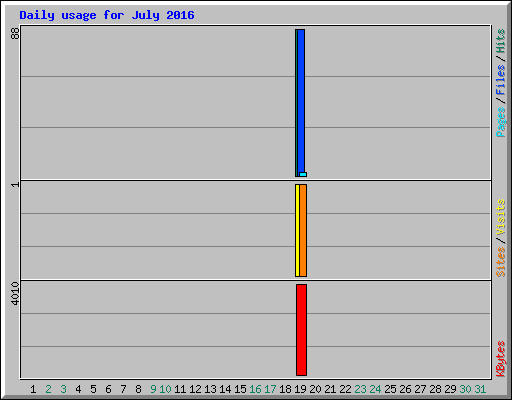 Daily usage for July 2016
88
Pages/Files/Hits
1
Sites/Visits
4010
KBytes
1 2 3 4 5 6 7 8 9 10 11 12 13 14 15 16 17 18 19 20 21 22 23 24 25 26 27 28 29 30 31